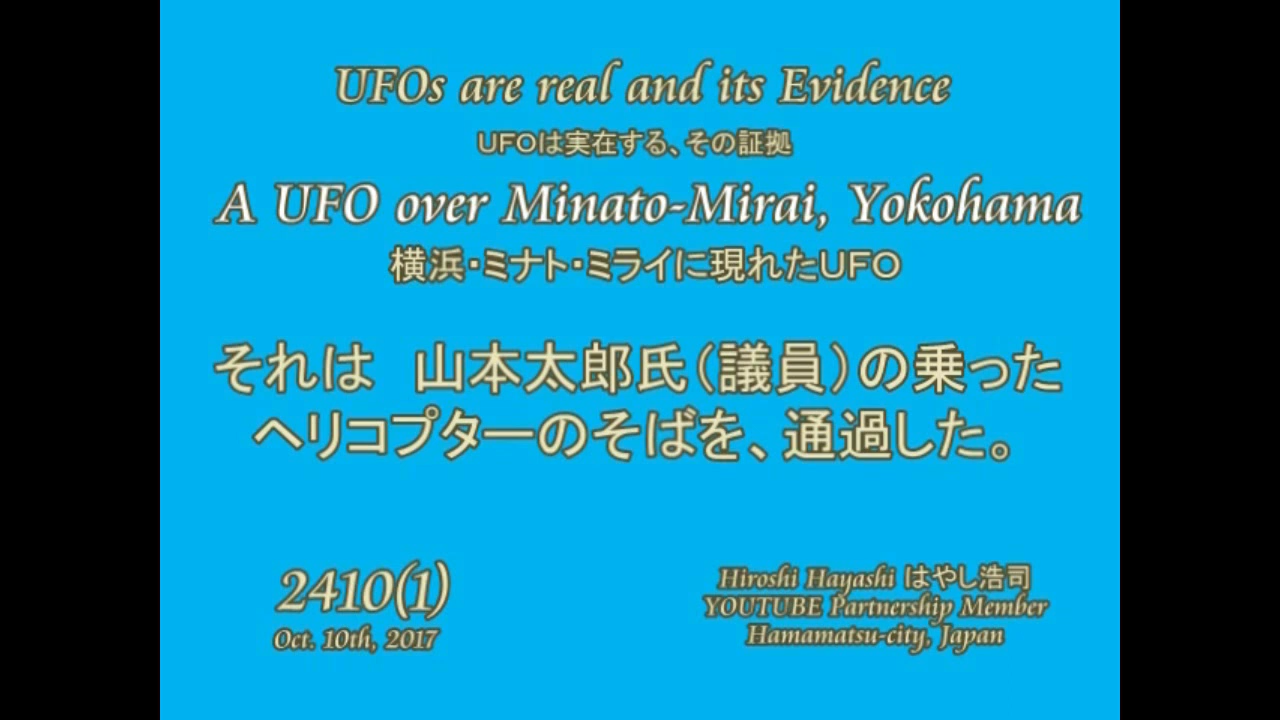 UFOs are real and its Evidence
UFOは実在する、その証拠
A UFO over Minato-Mirai, Yokohama
横浜・ミナト・ミライに現れたUFO
それは　山本太郎氏（議員）の乗った
ヘリコプターのそばを、通過した。
2410(1)
Oct. 10th, 2017
Hiroshi Hayashi はやし浩司
YOUTUBE Partnership Member
Hamamatsu-city, Japan